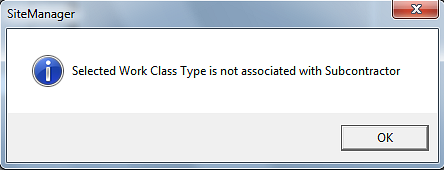 SiteManager
Selected Work Class Type is not associated with Subcontractor
OK